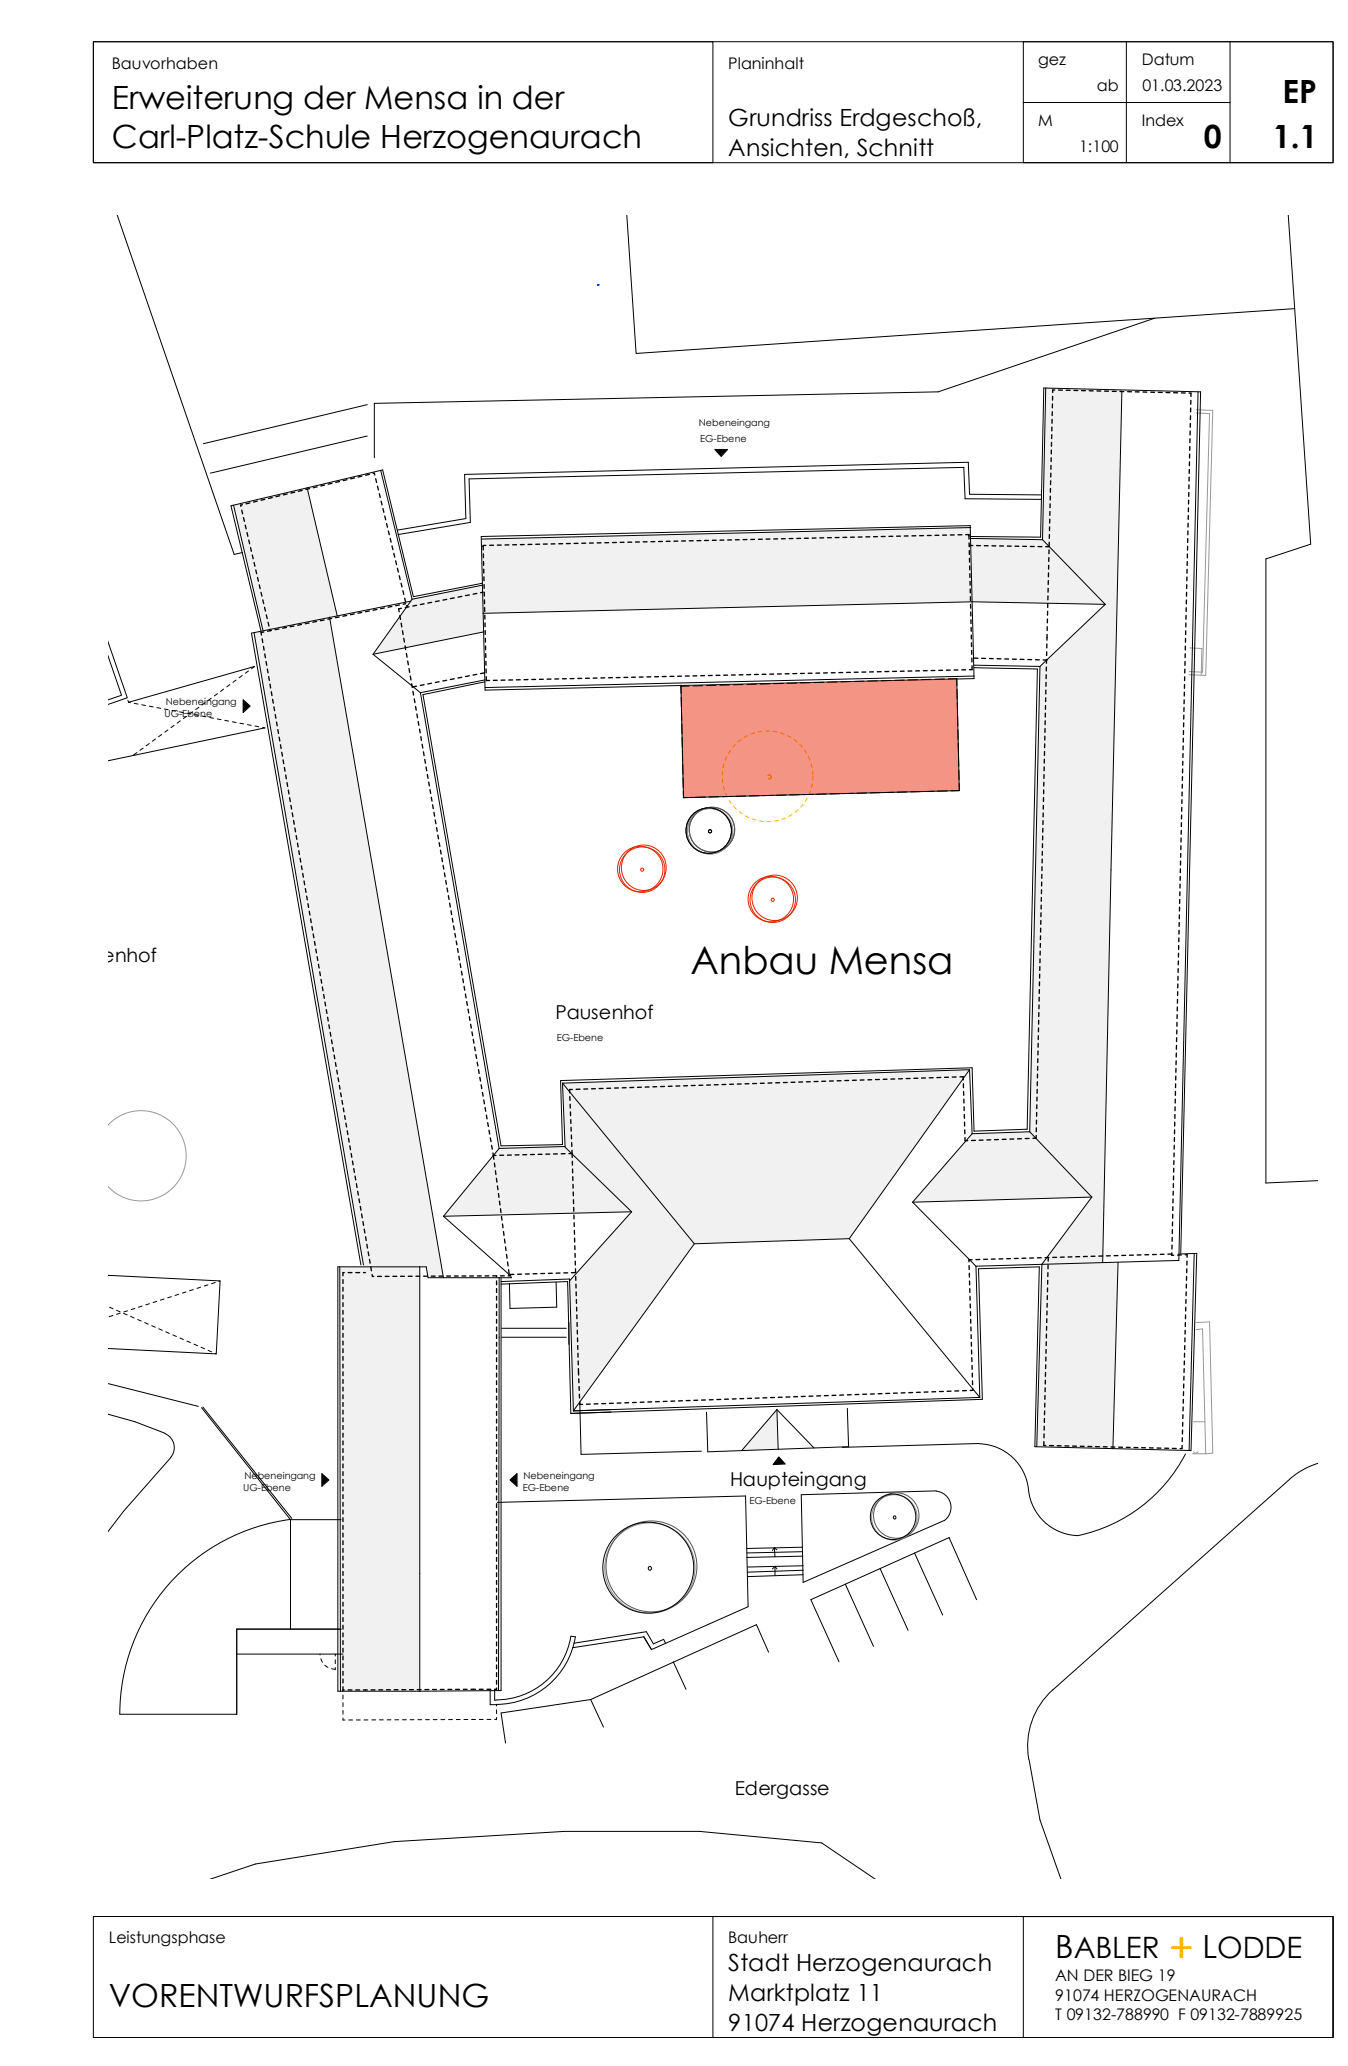 Bauvorhaben
Erweiterung der Mensa in der
Carl-Platz-Schule Herzogenaurach
Planinhalt
Grundriss Erdgeschoß,
Ansichten, Schnitt
gez
ab
Datum
01.03.2023
M
1:100
Index
0
EP
1.1
Nebeneingang
EG-Ebene
Nebeneingang
UG-Ebene
enhof
Anbau Mensa
Pausenhof
EG-Ebene
Nebeneingang
UG-Ebene
Nebeneingang
EG-Ebene
Haupteingang
EG-Ebene
Edergasse
Leistungsphase
VORENTWURFSPLANUNG
Bauherr
Stadt Herzogenaurach
Marktplatz 11
91074 Herzogenaurach
BABLER + LODDE
AN DER BIEG 19
91074 HERZOGENAURACH
T 09132-788990 F 09132-7889925